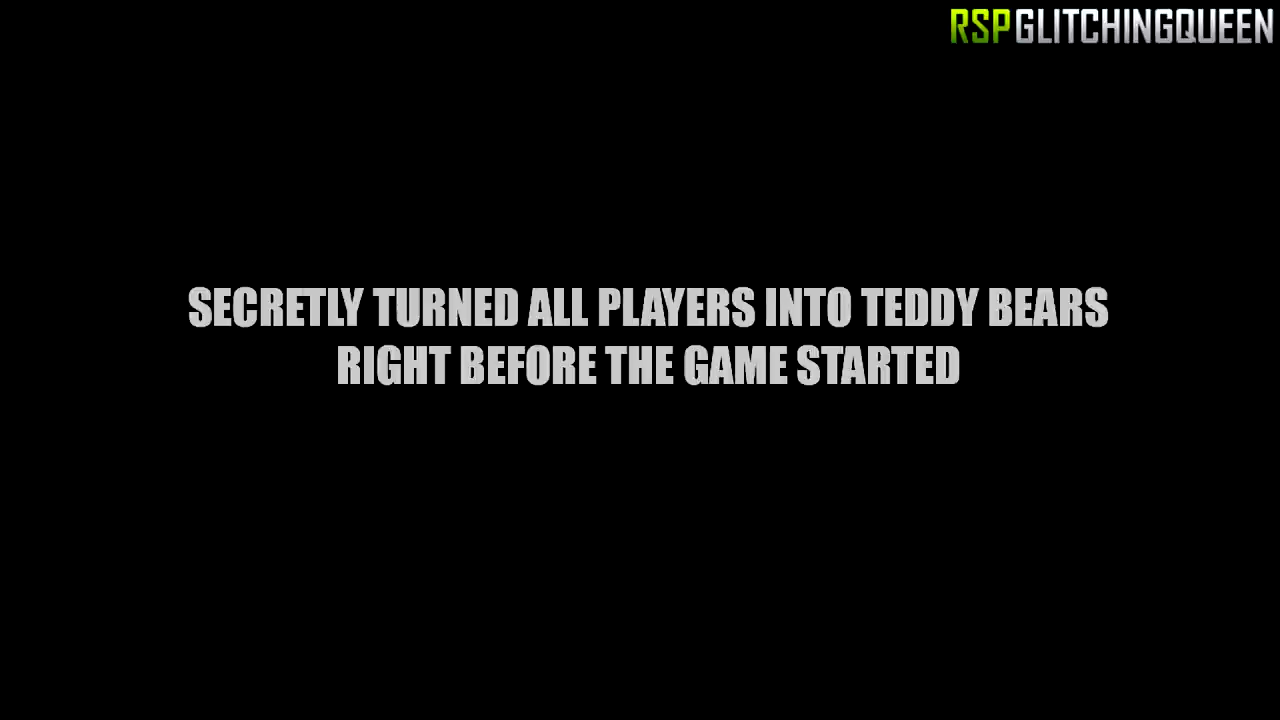 RSPGLITCHINGQUEEN
SECRETLY TURNED ALL PLAYERS INTO TEDDY BEARS
RIGHT BEFORE THE GAME STARTED